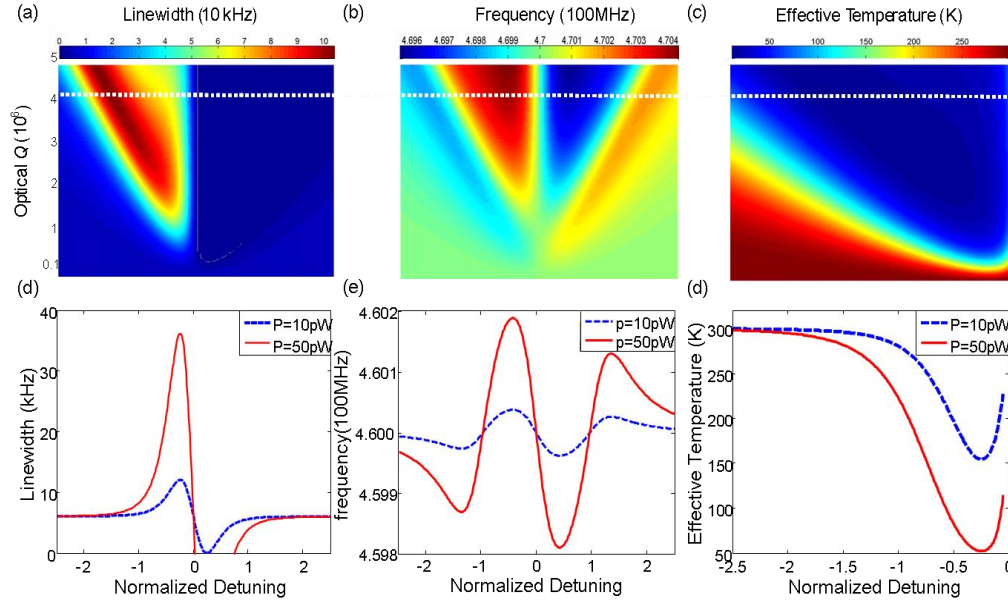 (a) Linewidth (10 kHz)
0 1 2 3 4 5 6 7 8 9 10
Optical Q (10⁶)
4
3
2
1
0.1
(b) Frequency (100MHz)
4.696 4.697 4.698 4.699 4.7 4.701 4.702 4.703 4.704
(c) Effective Temperature (K)
50 100 150 200 250
(d)
P=10pW
P=50pW
Linewidth (kHz)
40
30
20
10
0
-2 -1 0 1 2
Normalized Detuning
(e)
p=10pW
p=50pW
frequency(100MHz)
4.602
4.601
4.600
4.599
4.598
-2 -1 0 1 2
Normalized Detuning
(d)
P=10pW
P=50pW
Effective Temperature (K)
300
250
200
150
100
50
-2.5 -2 -1.5 -1 -0.5 0
Normalized Detuning